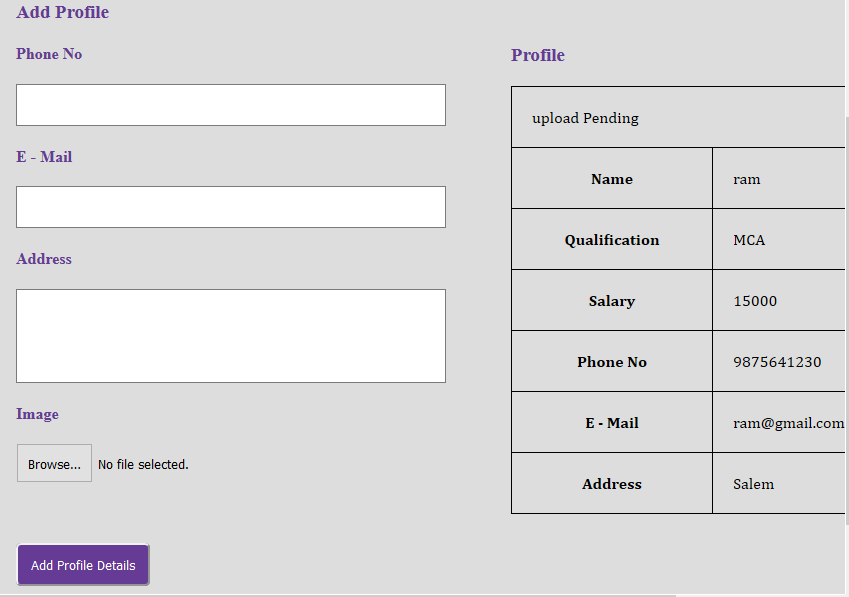 Add Profile
Phone No
E - Mail
Address
Image
Browse... No file selected.
Add Profile Details
Profile
upload Pending
Name ram
Qualification MCA
Salary 15000
Phone No 9875641230
E - Mail ram@gmail.com
Address Salem